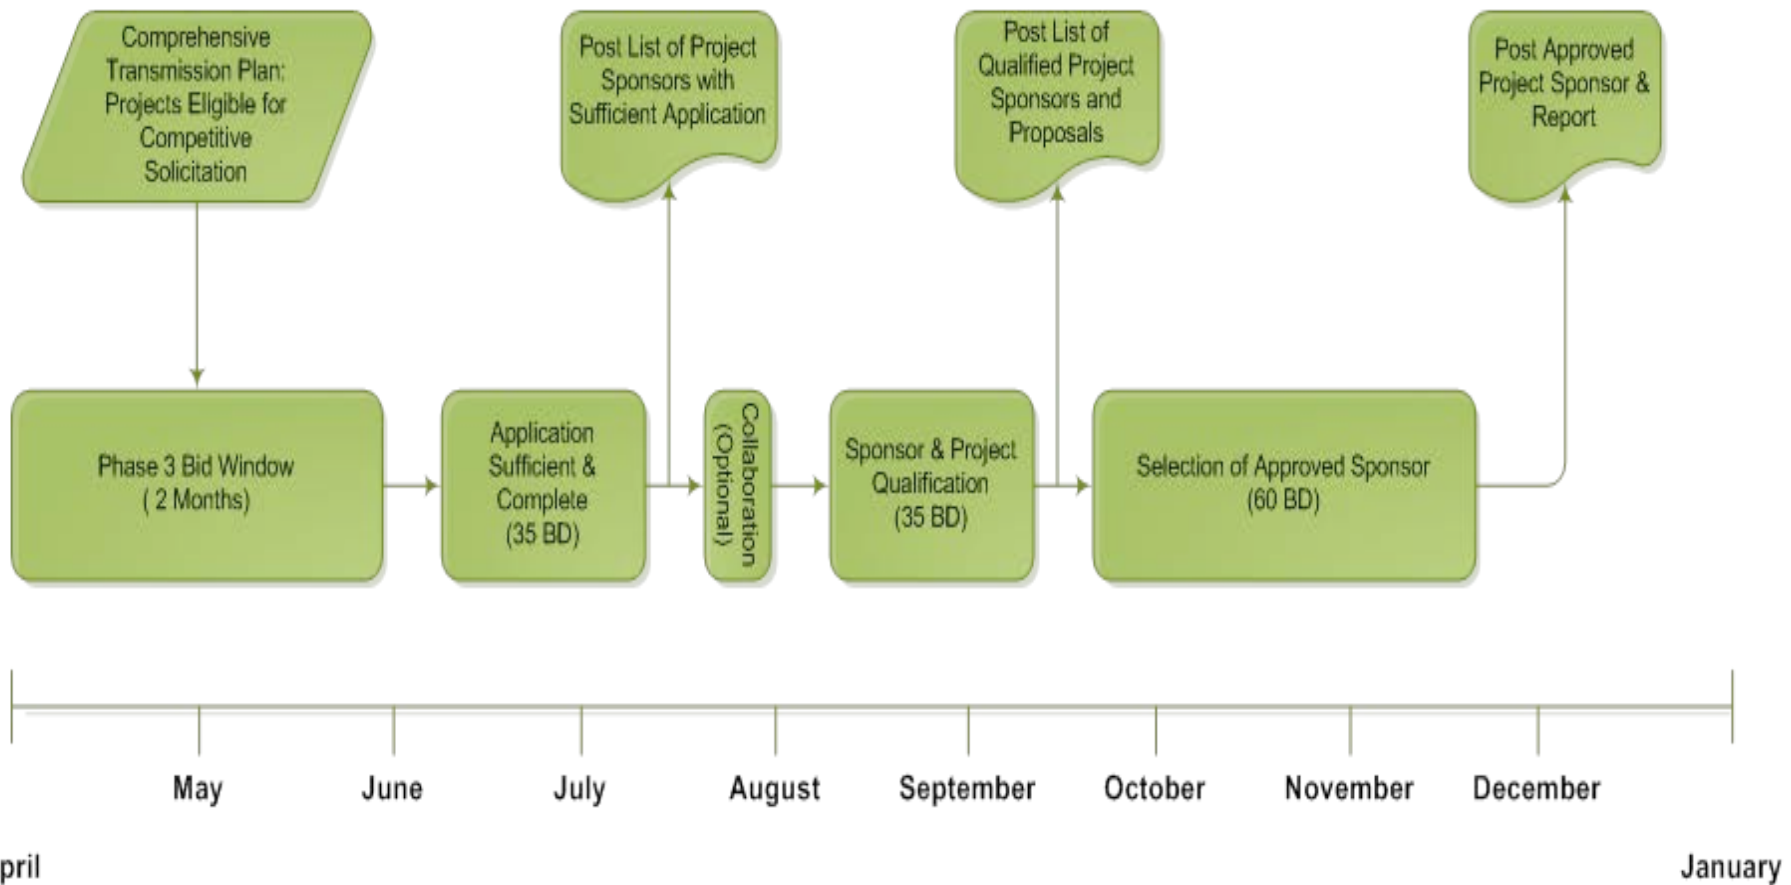 Comprehensive
Transmission Plan:
Projects Eligible for
Competitive
Solicitation
Post List of Project
Sponsors with
Sufficient Application
Post List of
Qualified Project
Sponsors and
Proposals
Post Approved
Project Sponsor &
Report
Phase 3 Bid Window
( 2 Months)
Application
Sufficient &
Complete
(35 BD)
Collaboration
(Optional)
Sponsor & Project
Qualification
(35 BD)
Selection of Approved Sponsor
(60 BD)
May
June
July
August
September
October
November
December
pril
January